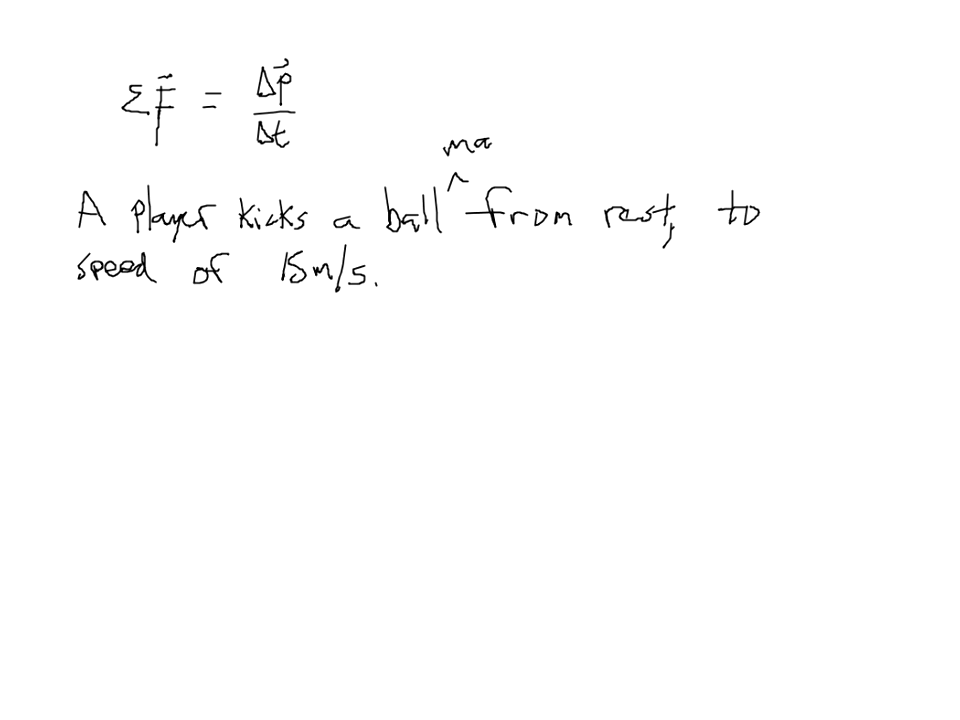 ΣF⃗ = Δp⃗/Δt
ma
A player kicks a ball ^ from rest, to
speed of 15m/s.